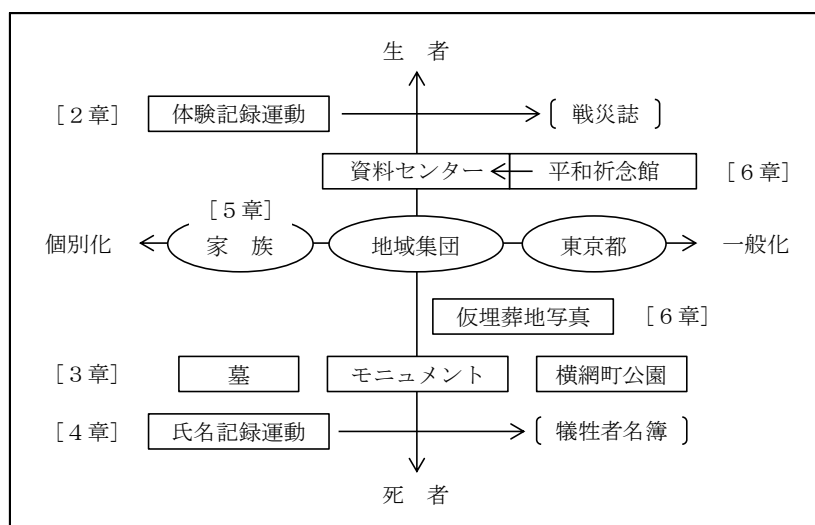 生 者
［２章］ 体験記録運動 〔 戦災誌 〕
資料センター 平和祈念館 ［６章］
［５章］
個別化 家 族 地域集団 東京都 一般化
仮埋葬地写真 ［６章］
［３章］ 墓 モニュメント 横網町公園
［４章］ 氏名記録運動 〔 犠牲者名簿 〕
死 者